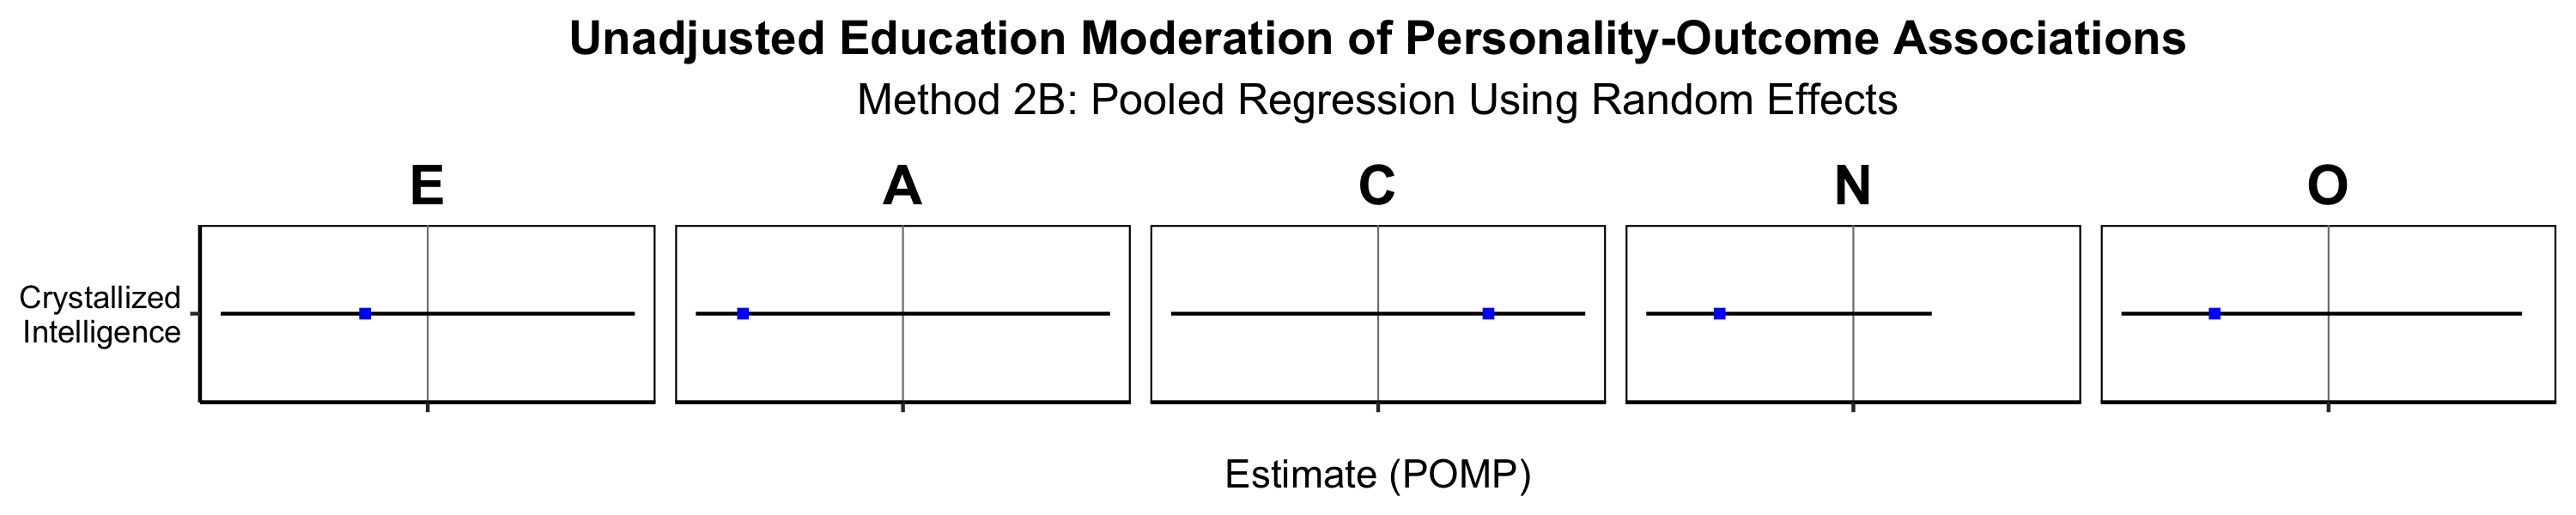 Unadjusted Education Moderation of Personality-Outcome Associations
Method 2B: Pooled Regression Using Random Effects
E A C N O
Crystallized
Intelligence
Estimate (POMP)